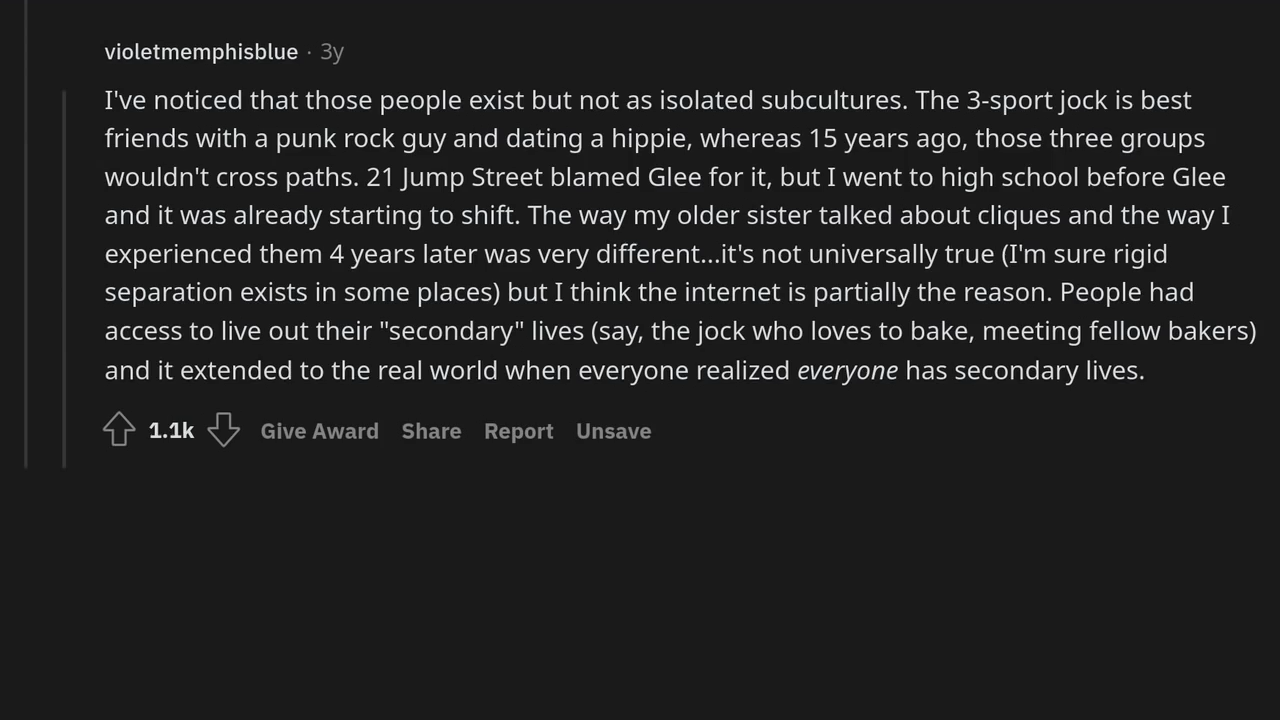 violetmemphisblue · 3y
I've noticed that those people exist but not as isolated subcultures. The 3-sport jock is best
friends with a punk rock guy and dating a hippie, whereas 15 years ago, those three groups
wouldn't cross paths. 21 Jump Street blamed Glee for it, but I went to high school before Glee
and it was already starting to shift. The way my older sister talked about cliques and the way I
experienced them 4 years later was very different...it's not universally true (I'm sure rigid
separation exists in some places) but I think the internet is partially the reason. People had
access to live out their "secondary" lives (say, the jock who loves to bake, meeting fellow bakers)
and it extended to the real world when everyone realized everyone has secondary lives.
1.1k Give Award Share Report Unsave